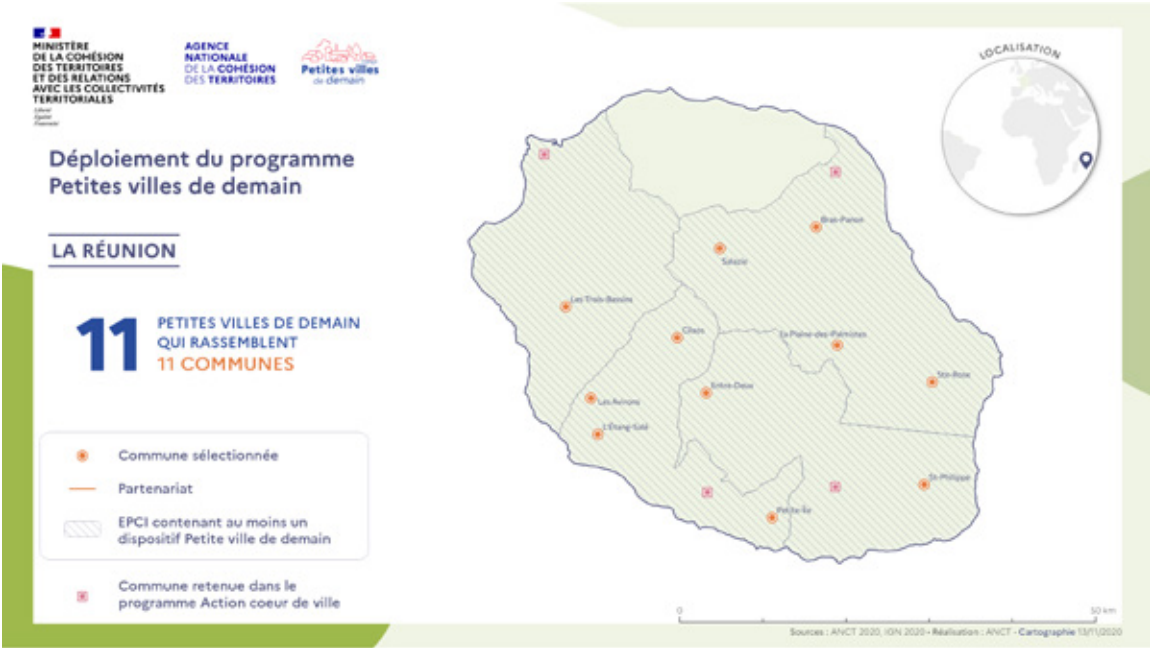 MINISTÈRE
DE LA COHÉSION
DES TERRITOIRES
ET DES RELATIONS
AVEC LES COLLECTIVITÉS
TERRITORIALES
Liberté
Égalité
Fraternité
AGENCE
NATIONALE
DE LA COHÉSION
DES TERRITOIRES
Petites villes
de demain
LOCALISATION
Déploiement du programme
Petites villes de demain
LA RÉUNION
11
PETITES VILLES DE DEMAIN
QUI RASSEMBLENT
11 COMMUNES
Commune sélectionnée
Partenariat
EPCI contenant au moins un
dispositif Petite ville de demain
Commune retenue dans le
programme Action coeur de ville
Bras-Panon
Salazie
Les Trois-Bassins
Cilaos
La Plaine-des-Palmistes
Ste-Rose
Entre-Deux
Les Avirons
L'Étang-Salé
St-Philippe
Petite-Île
0
50 km
Sources : ANCT 2020, IGN 2020 - Réalisation : ANCT - Cartographie 13/11/2020